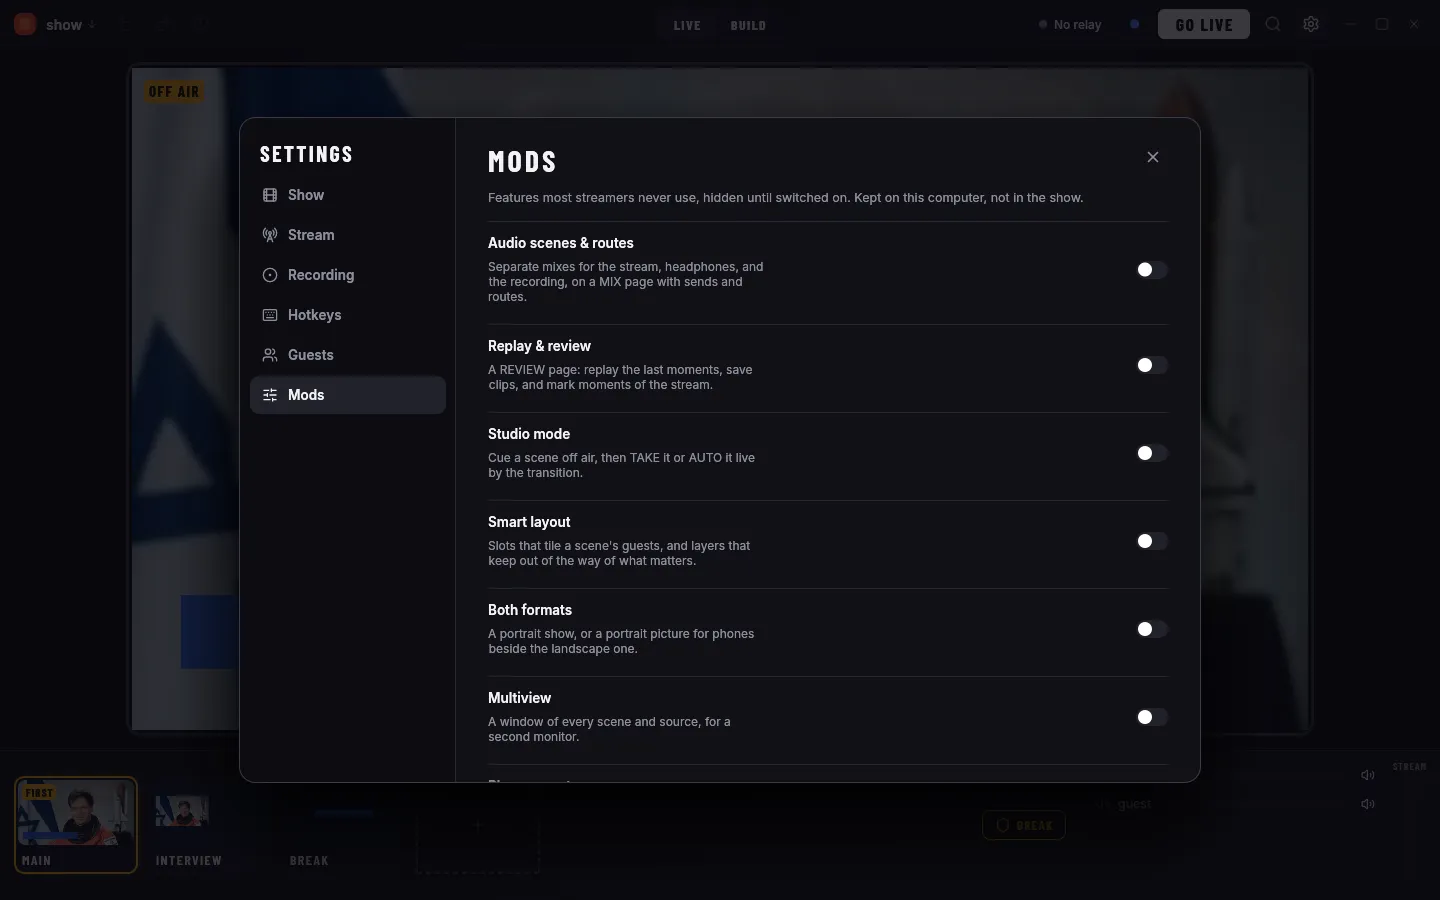 show
LIVE
BUILD
No relay
GO LIVE
OFF AIR
SETTINGS
Show
Stream
Recording
Hotkeys
Guests
Mods
MODS
Features most streamers never use, hidden until switched on. Kept on this computer, not in the show.
Audio scenes & routes
Separate mixes for the stream, headphones, and
the recording, on a MIX page with sends and
routes.
Replay & review
A REVIEW page: replay the last moments, save
clips, and mark moments of the stream.
Studio mode
Cue a scene off air, then TAKE it or AUTO it live
by the transition.
Smart layout
Slots that tile a scene's guests, and layers that
keep out of the way of what matters.
Both formats
A portrait show, or a portrait picture for phones
beside the landscape one.
Multiview
A window of every scene and source, for a
second monitor.
FIRST
MAIN
INTERVIEW
BREAK
BREAK
guest
STREAM